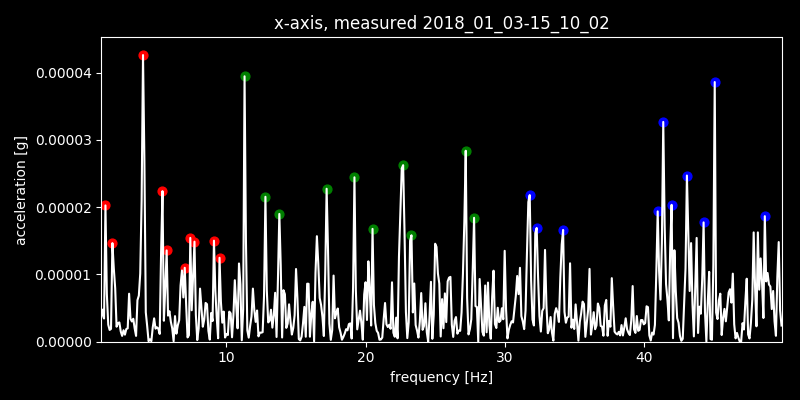 x-axis, measured 2018_01_03-15_10_02
0.00004
0.00003
0.00002
0.00001
0.00000
acceleration [g]
10 20 30 40
frequency [Hz]